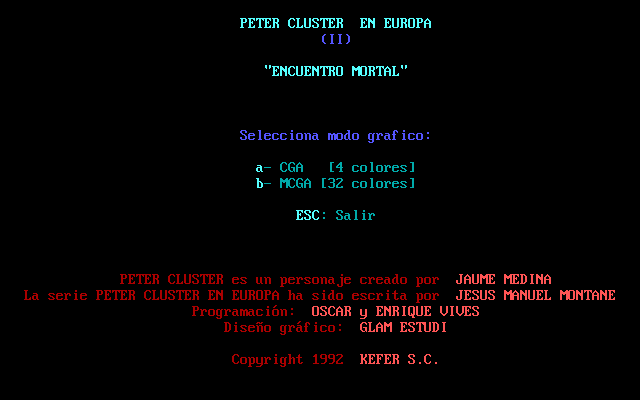 PETER CLUSTER  EN EUROPA
(II)
"ENCUENTRO MORTAL"
Selecciona modo grafico:
a- CGA   [4 colores]
b- MCGA [32 colores]
ESC: Salir
PETER CLUSTER es un personaje creado por  JAUME MEDINA
La serie PETER CLUSTER EN EUROPA ha sido escrita por  JESUS MANUEL MONTANE
Programación:  OSCAR y ENRIQUE VIVES
Diseño gráfico:  GLAM ESTUDI
Copyright 1992  KEFER S.C.